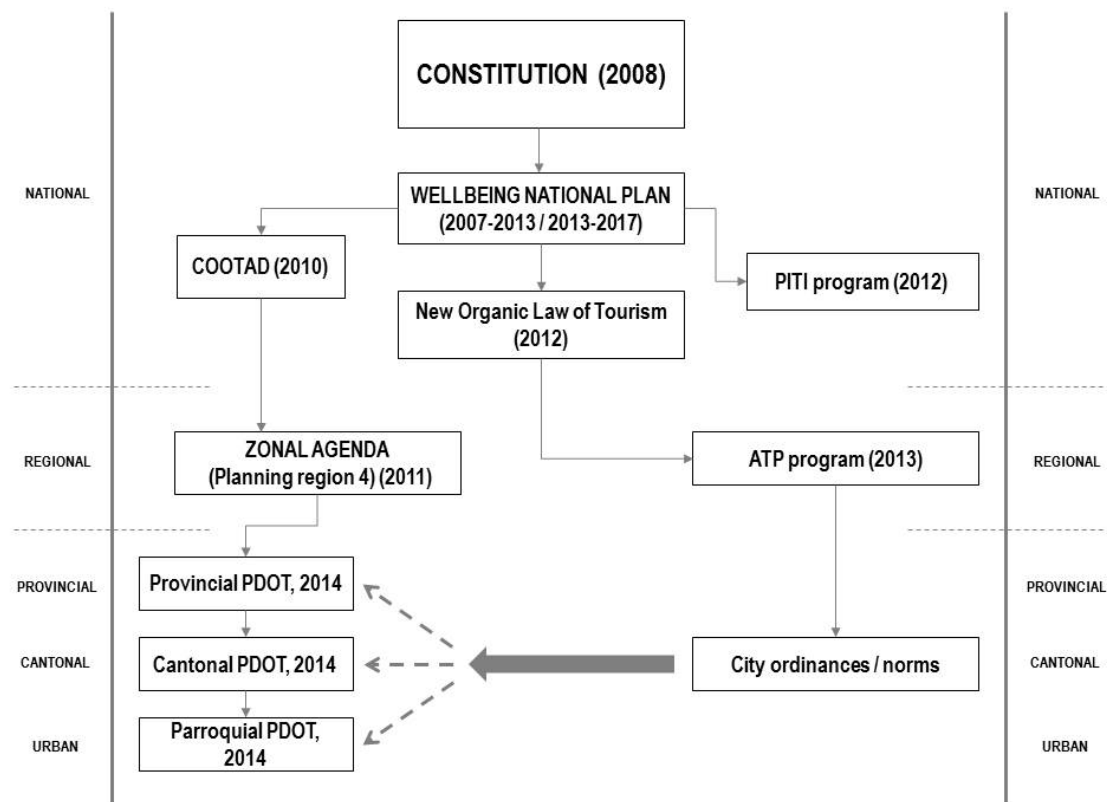 CONSTITUTION (2008)
NATIONAL
WELLBEING NATIONAL PLAN
(2007-2013 / 2013-2017)
NATIONAL
COOTAD (2010)
PITI program (2012)
New Organic Law of Tourism
(2012)
REGIONAL
ZONAL AGENDA
(Planning region 4) (2011)
ATP program (2013)
REGIONAL
PROVINCIAL
Provincial PDOT, 2014
PROVINCIAL
CANTONAL
Cantonal PDOT, 2014
City ordinances / norms
CANTONAL
URBAN
Parroquial PDOT,
2014
URBAN